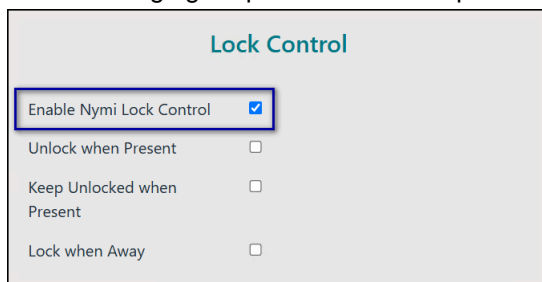 Lock Control
Enable Nymi Lock Control
Unlock when Present
Keep Unlocked when
Present
Lock when Away